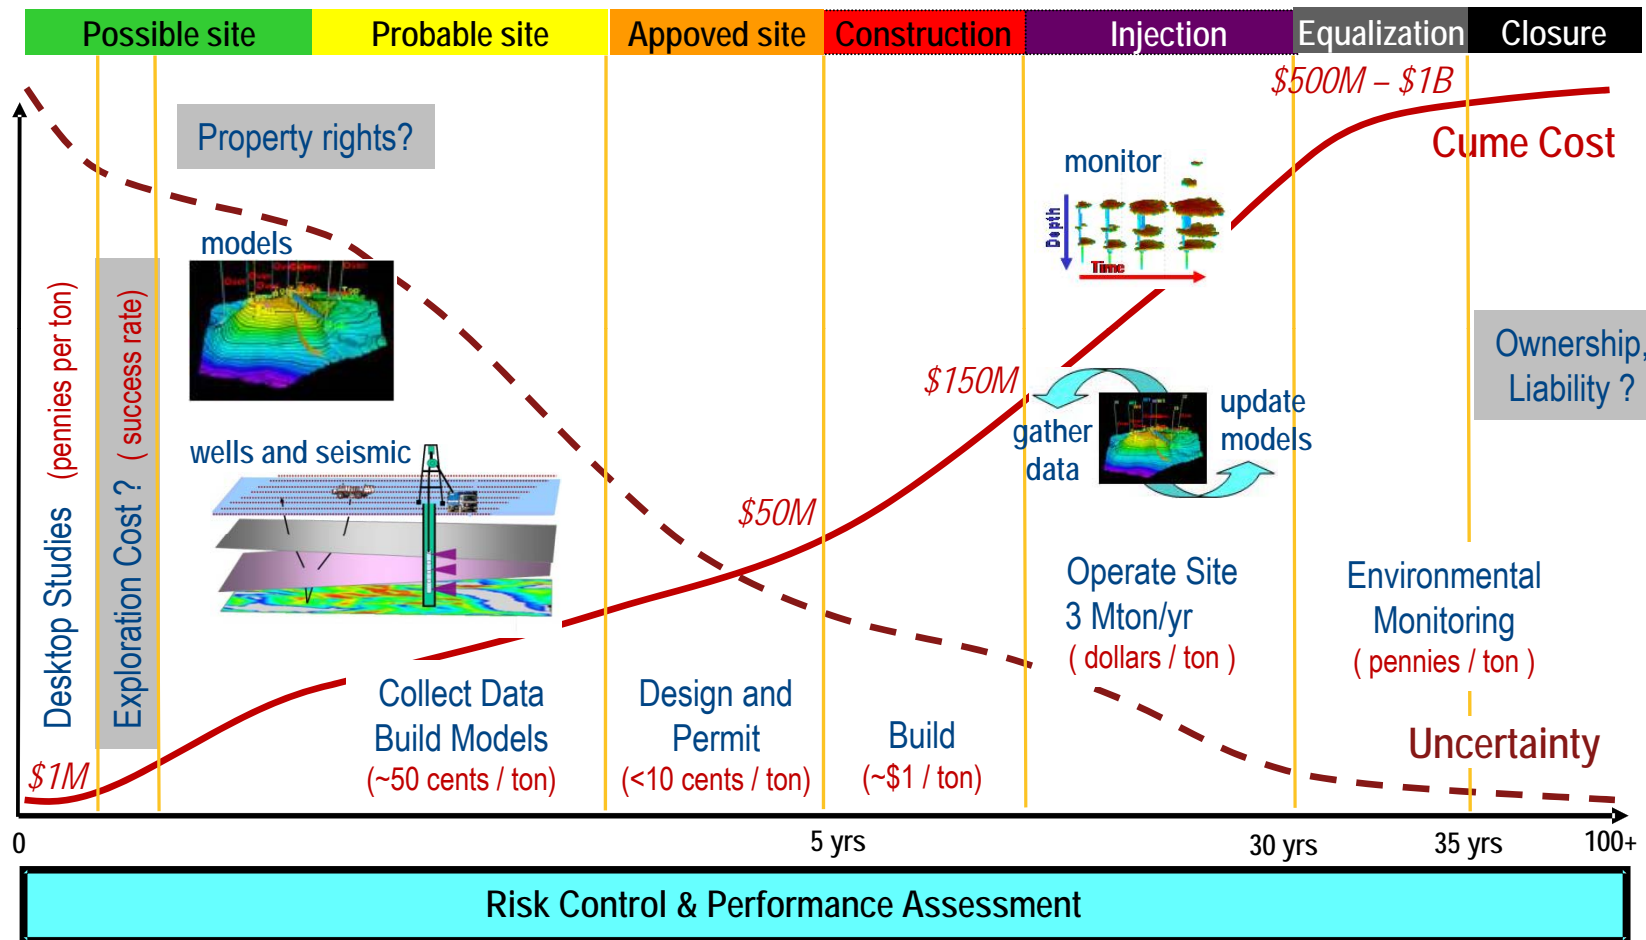 Possible site
Probable site
Appoved site
Construction
Injection
Equalization
Closure
$500M – $1B
Cume Cost
Property rights?
monitor
Depth
Time
models
Desktop Studies (pennies per ton)
Exploration Cost ? ( success rate)
wells and seismic
Ownership,
Liability ?
$150M
gather
data
update
models
$50M
Operate Site
3 Mton/yr
( dollars / ton )
Environmental
Monitoring
( pennies / ton )
Collect Data
Build Models
(~50 cents / ton)
Design and
Permit
(<10 cents / ton)
Build
(~$1 / ton)
Uncertainty
$1M
0
5 yrs
30 yrs
35 yrs
100+
Risk Control & Performance Assessment